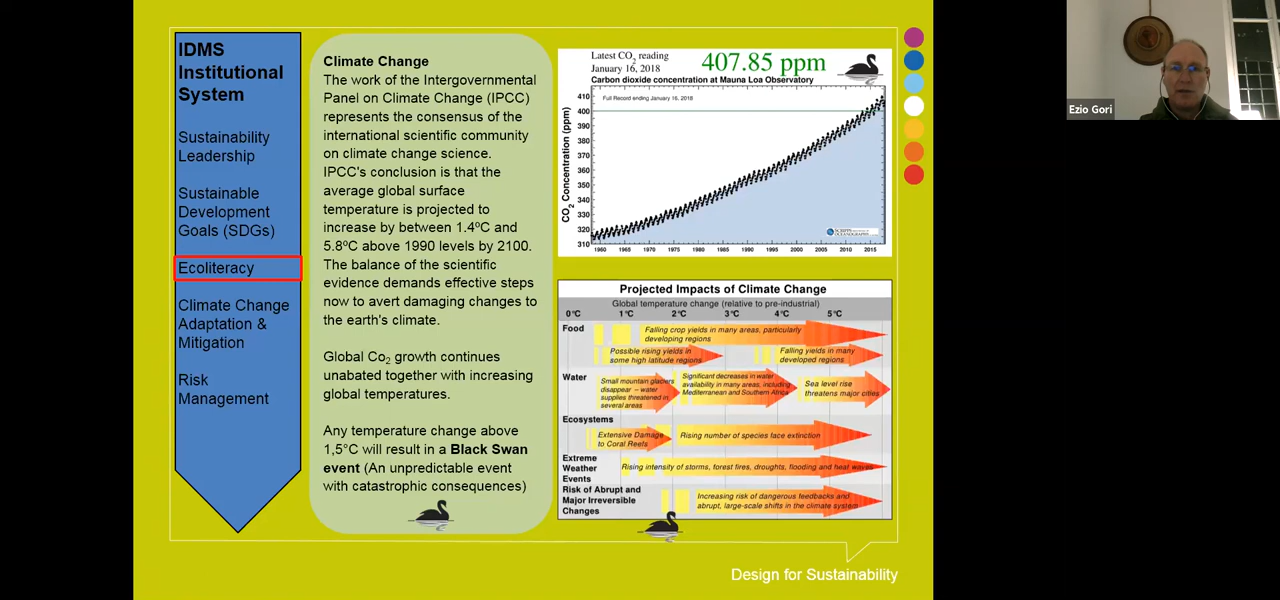 IDMS
Institutional
System
Sustainability
Leadership
Sustainable
Development
Goals (SDGs)
Ecoliteracy
Climate Change
Adaptation &
Mitigation
Risk
Management
Climate Change
The work of the Intergovernmental
Panel on Climate Change (IPCC)
represents the consensus of the
international scientific community
on climate change science.
IPCC's conclusion is that the
average global surface
temperature is projected to
increase by between 1.4ºC and
5.8ºC above 1990 levels by 2100.
The balance of the scientific
evidence demands effective steps
now to avert damaging changes to
the earth's climate.
Global Co2 growth continues
unabated together with increasing
global temperatures.
Any temperature change above
1,5°C will result in a Black Swan
event (An unpredictable event
with catastrophic consequences)
Latest CO2 reading
January 16, 2018
407.85 ppm
Carbon dioxide concentration at Mauna Loa Observatory
Full Record ending January 16, 2018
CO2 Concentration (ppm)
410
400
390
380
370
360
350
340
330
320
310
1960 1965 1970 1975 1980 1985 1990 1995 2000 2005 2010 2015
Projected Impacts of Climate Change
Global temperature change (relative to pre-industrial)
0°C 1°C 2°C 3°C 4°C 5°C
Food
Falling crop yields in many areas, particularly
developing regions
Possible rising yields in
some high latitude regions
Falling yields in many
developed regions
Water
Small mountain glaciers
disappear – water
supplies threatened in
several areas
Significant decreases in water
availability in many areas, including
Mediterranean and Southern Africa
Sea level rise
threatens major cities
Ecosystems
Extensive Damage
to Coral Reefs
Rising number of species face extinction
Extreme
Weather
Events
Rising intensity of storms, forest fires, droughts, flooding and heat waves
Risk of Abrupt and
Major Irreversible
Changes
Increasing risk of dangerous feedbacks and
abrupt, large-scale shifts in the climate system
Design for Sustainability
Ezio Gori